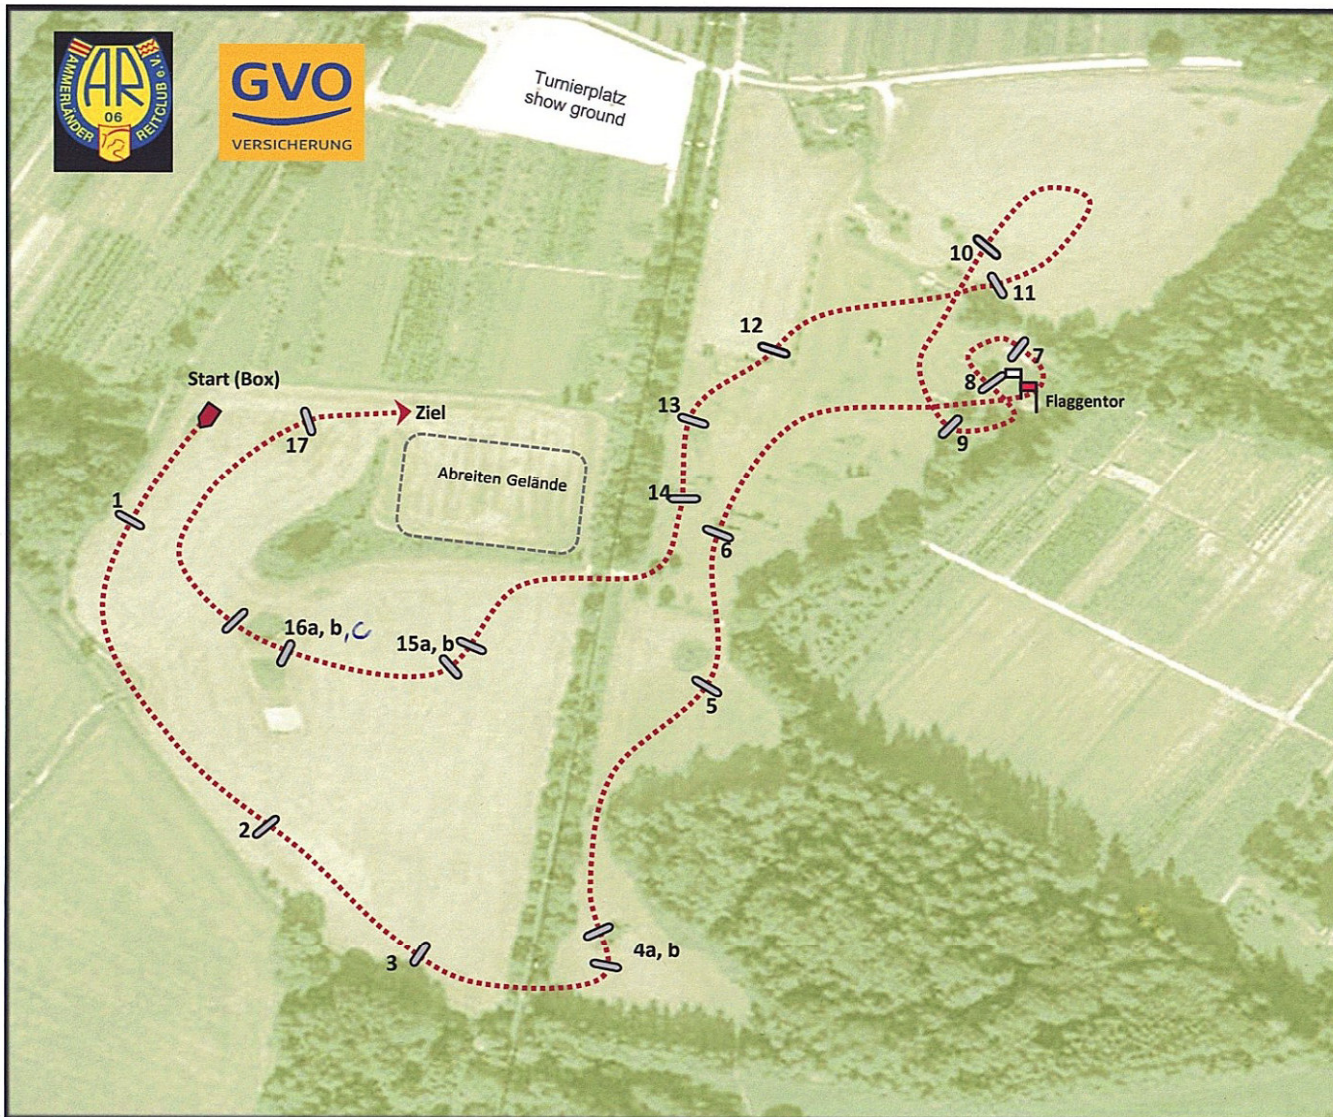 AR
06
AMMERLÄNDER REITCLUB e.V.
GVO
VERSICHERUNG
Turnierplatz
show ground
10
11
12
7
8
Start (Box)
Flaggentor
13
Ziel
9
17
Abreiten Gelände
14
1
6
16a, b, c
15a, b
5
2
4a, b
3